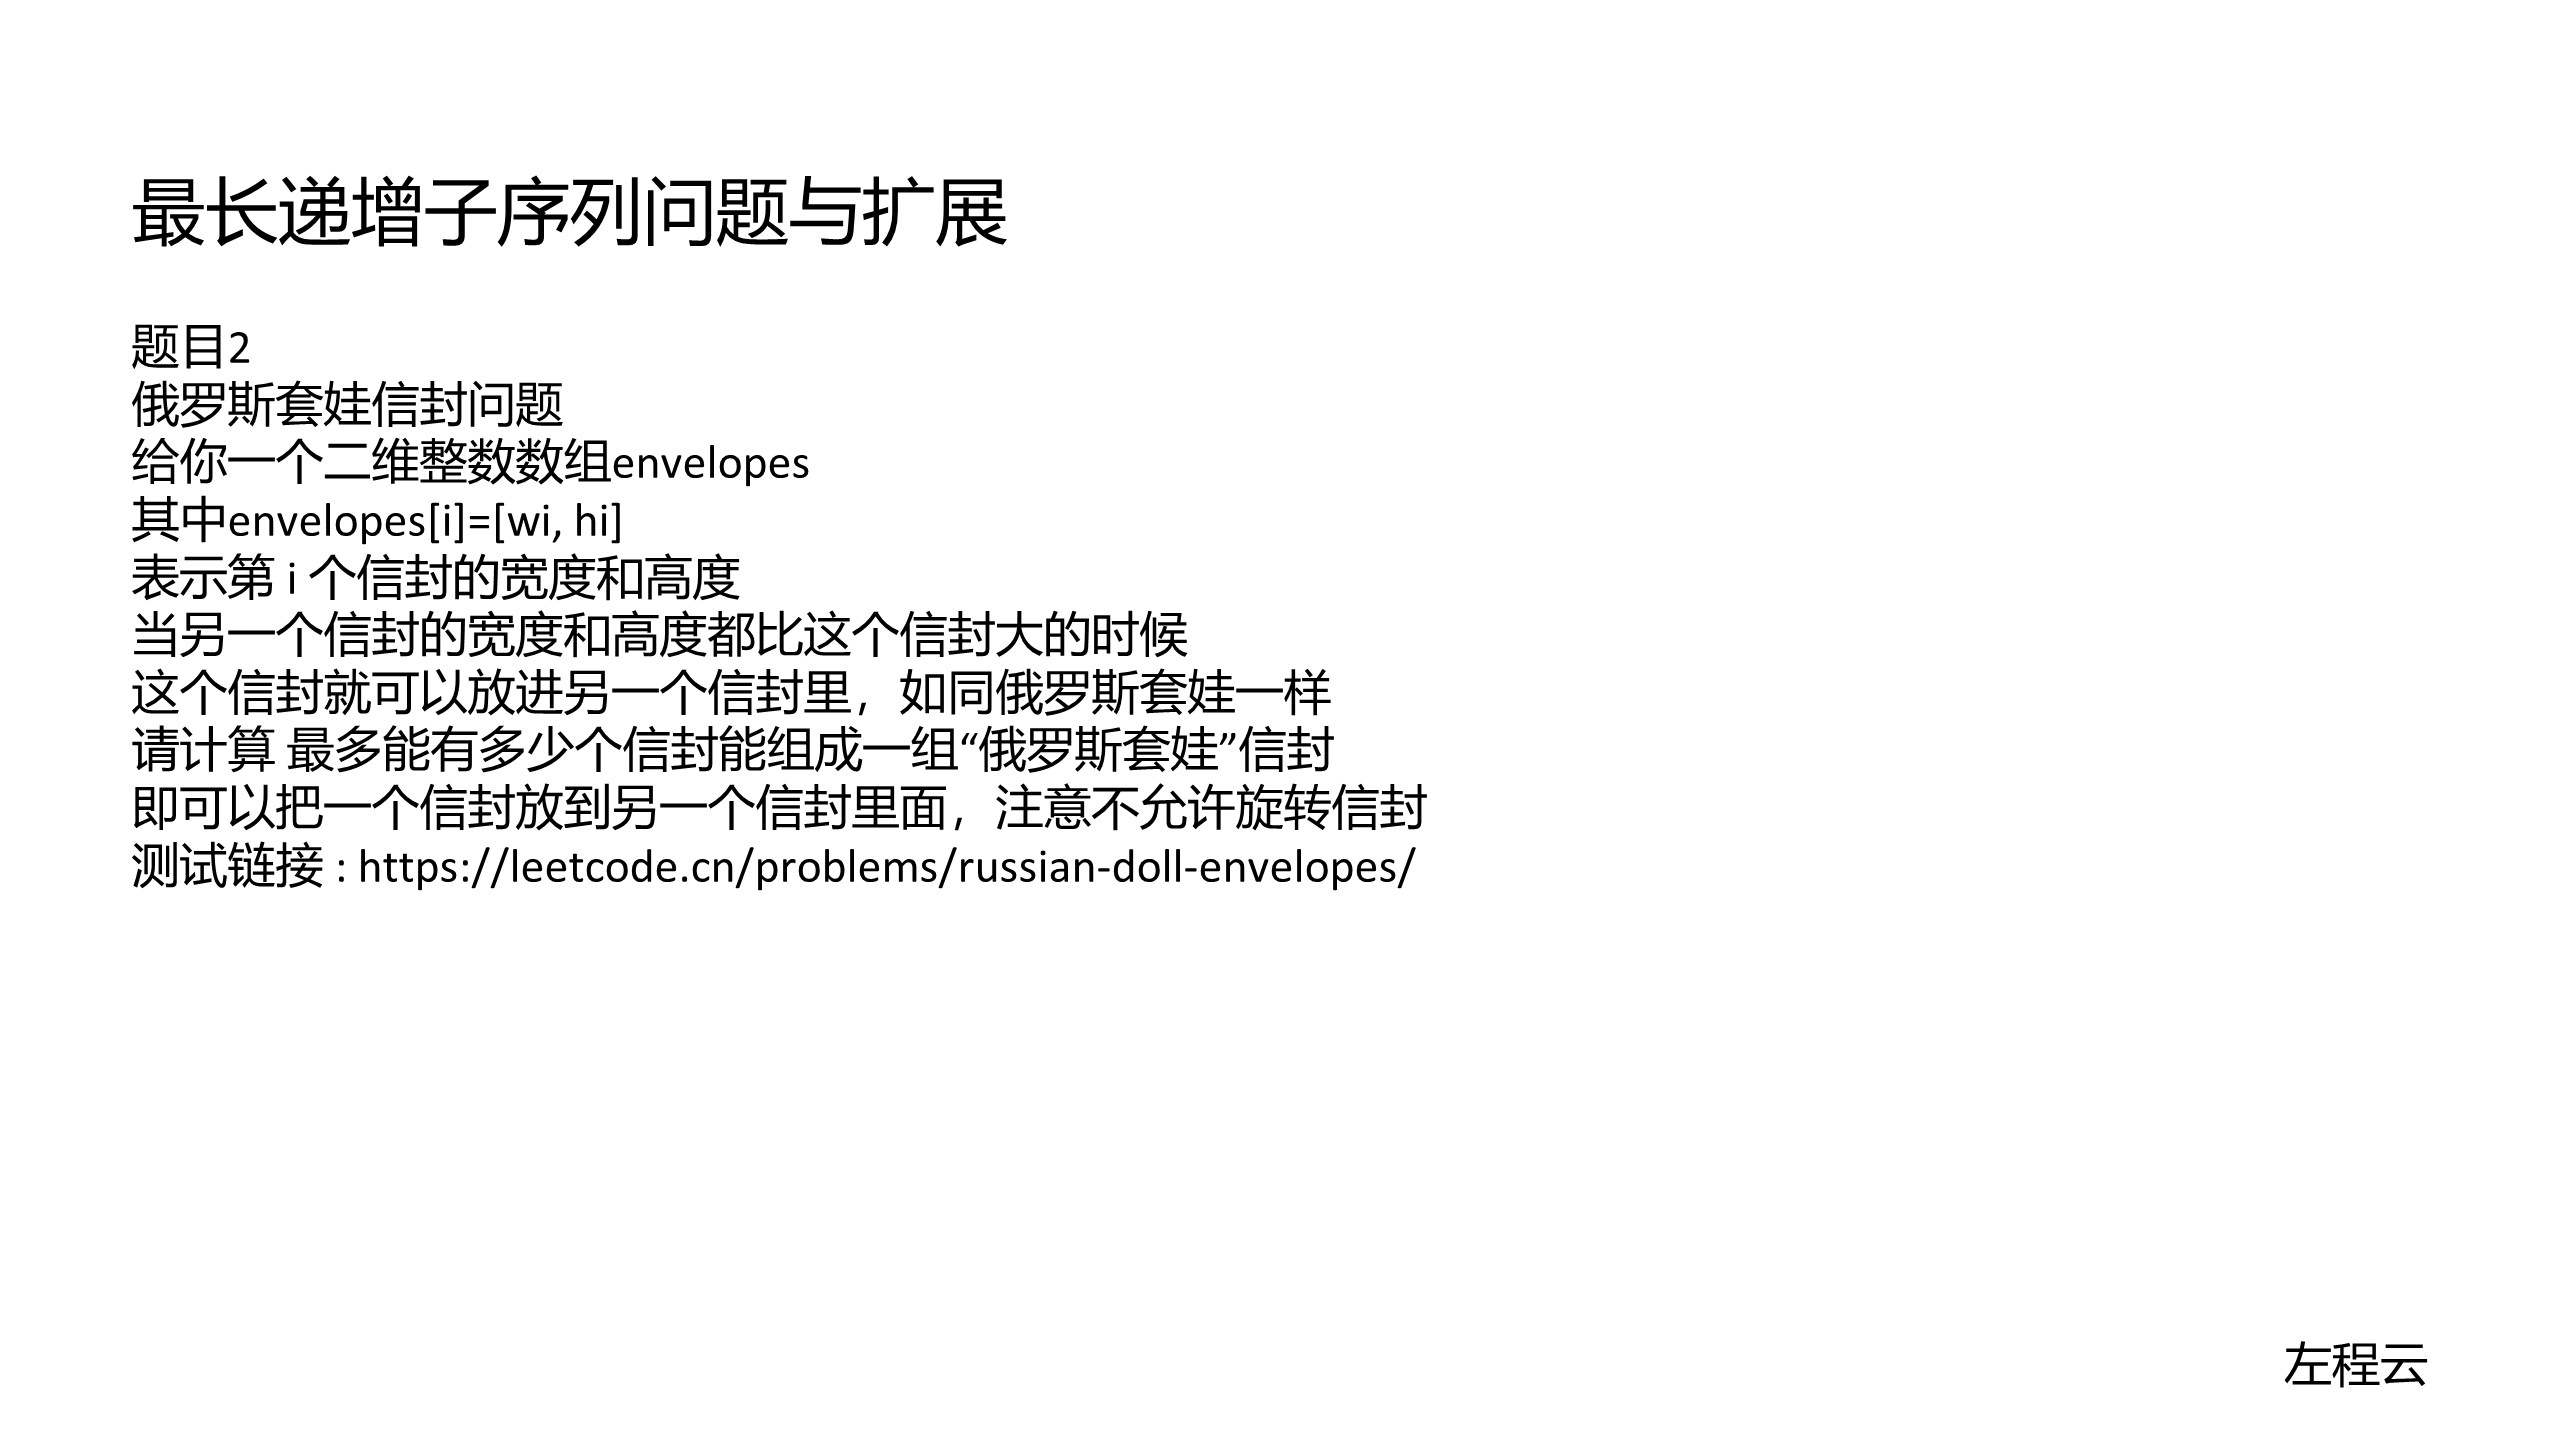 最长递增子序列问题与扩展
题目2
俄罗斯套娃信封问题
给你一个二维整数数组envelopes
其中envelopes[i]=[wi, hi]
表示第 i 个信封的宽度和高度
当另一个信封的宽度和高度都比这个信封大的时候
这个信封就可以放进另一个信封里，如同俄罗斯套娃一样
请计算 最多能有多少个信封能组成一组“俄罗斯套娃”信封
即可以把一个信封放到另一个信封里面，注意不允许旋转信封
测试链接 : https://leetcode.cn/problems/russian-doll-envelopes/
左程云